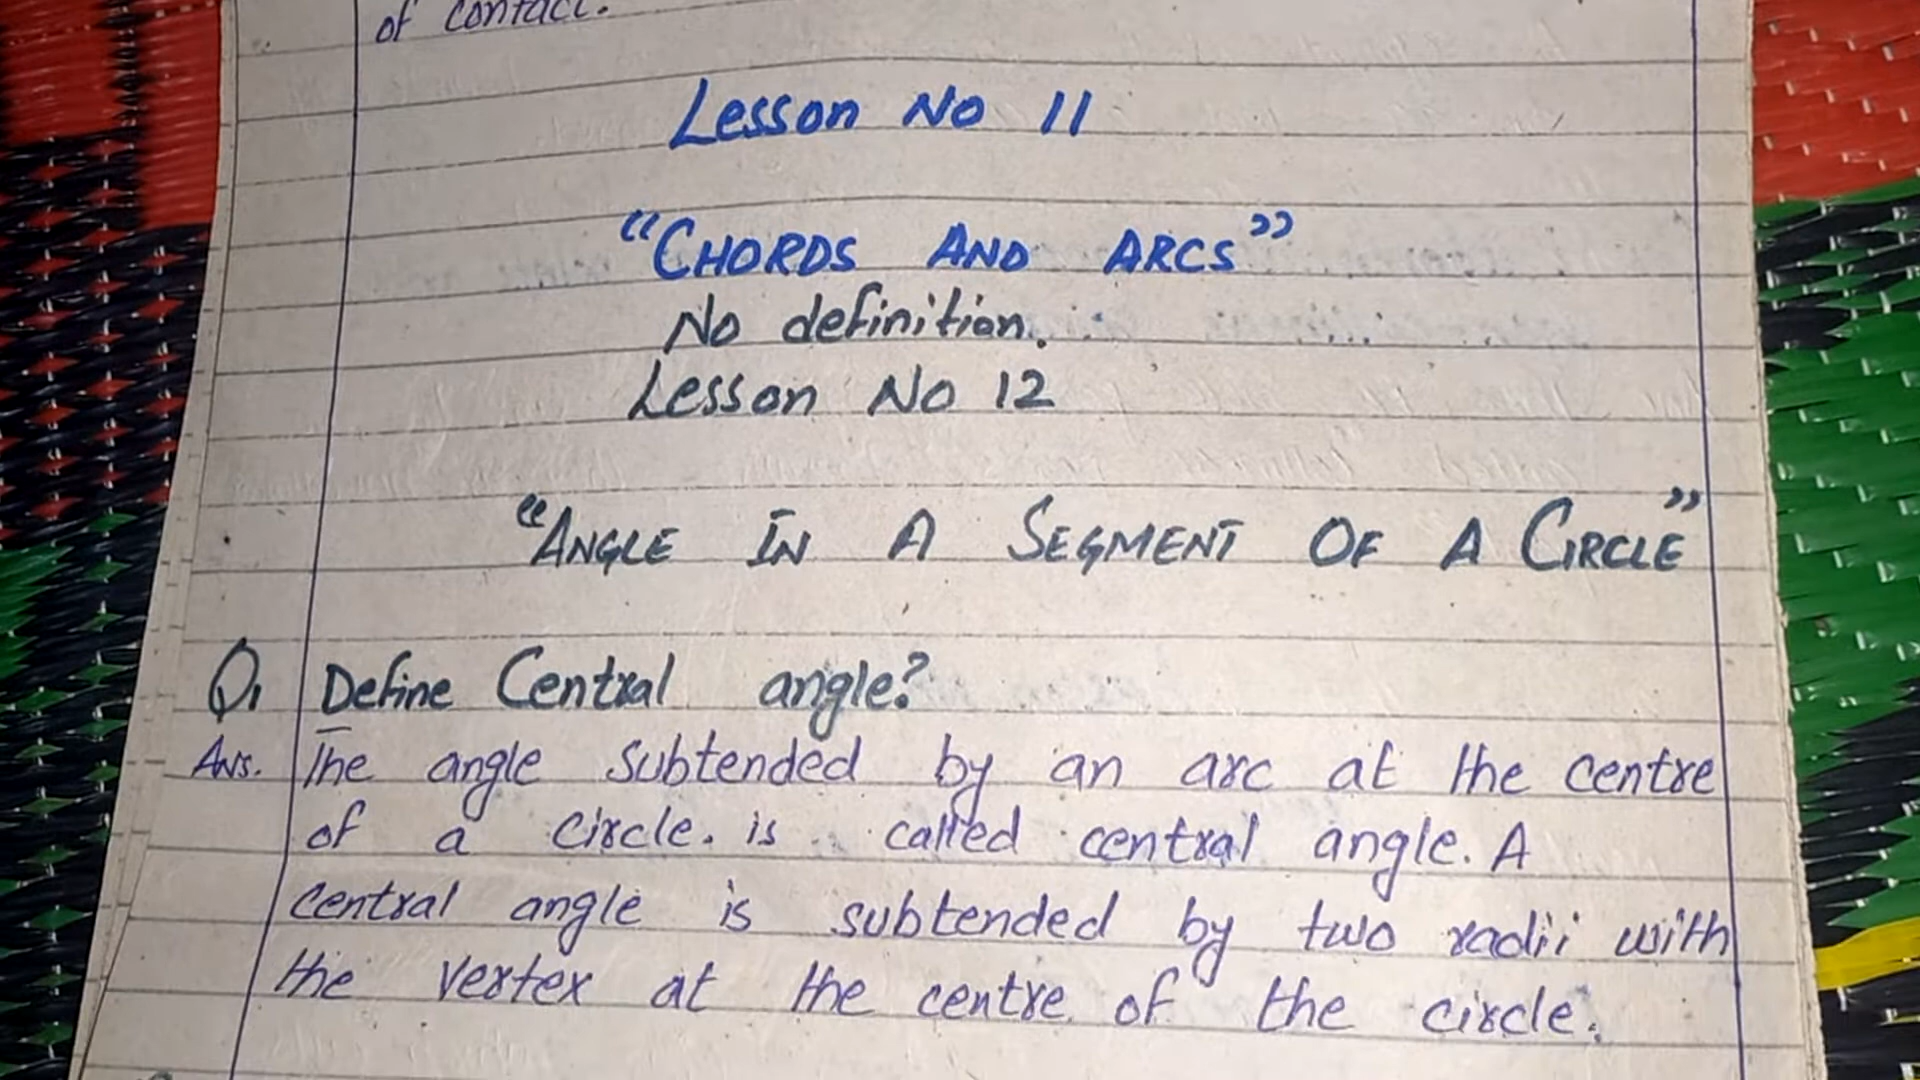 of contact.
Lesson No 11
"CHORDS AND ARCS"
No definition.
Lesson No 12
"ANGLE IN A SEGMENT OF A CIRCLE"
Q1 Define Central angle?
Ans. The angle subtended by an arc at the centre
of a circle. is called central angle. A
central angle is subtended by two radii with
the vertex at the centre of the circle.